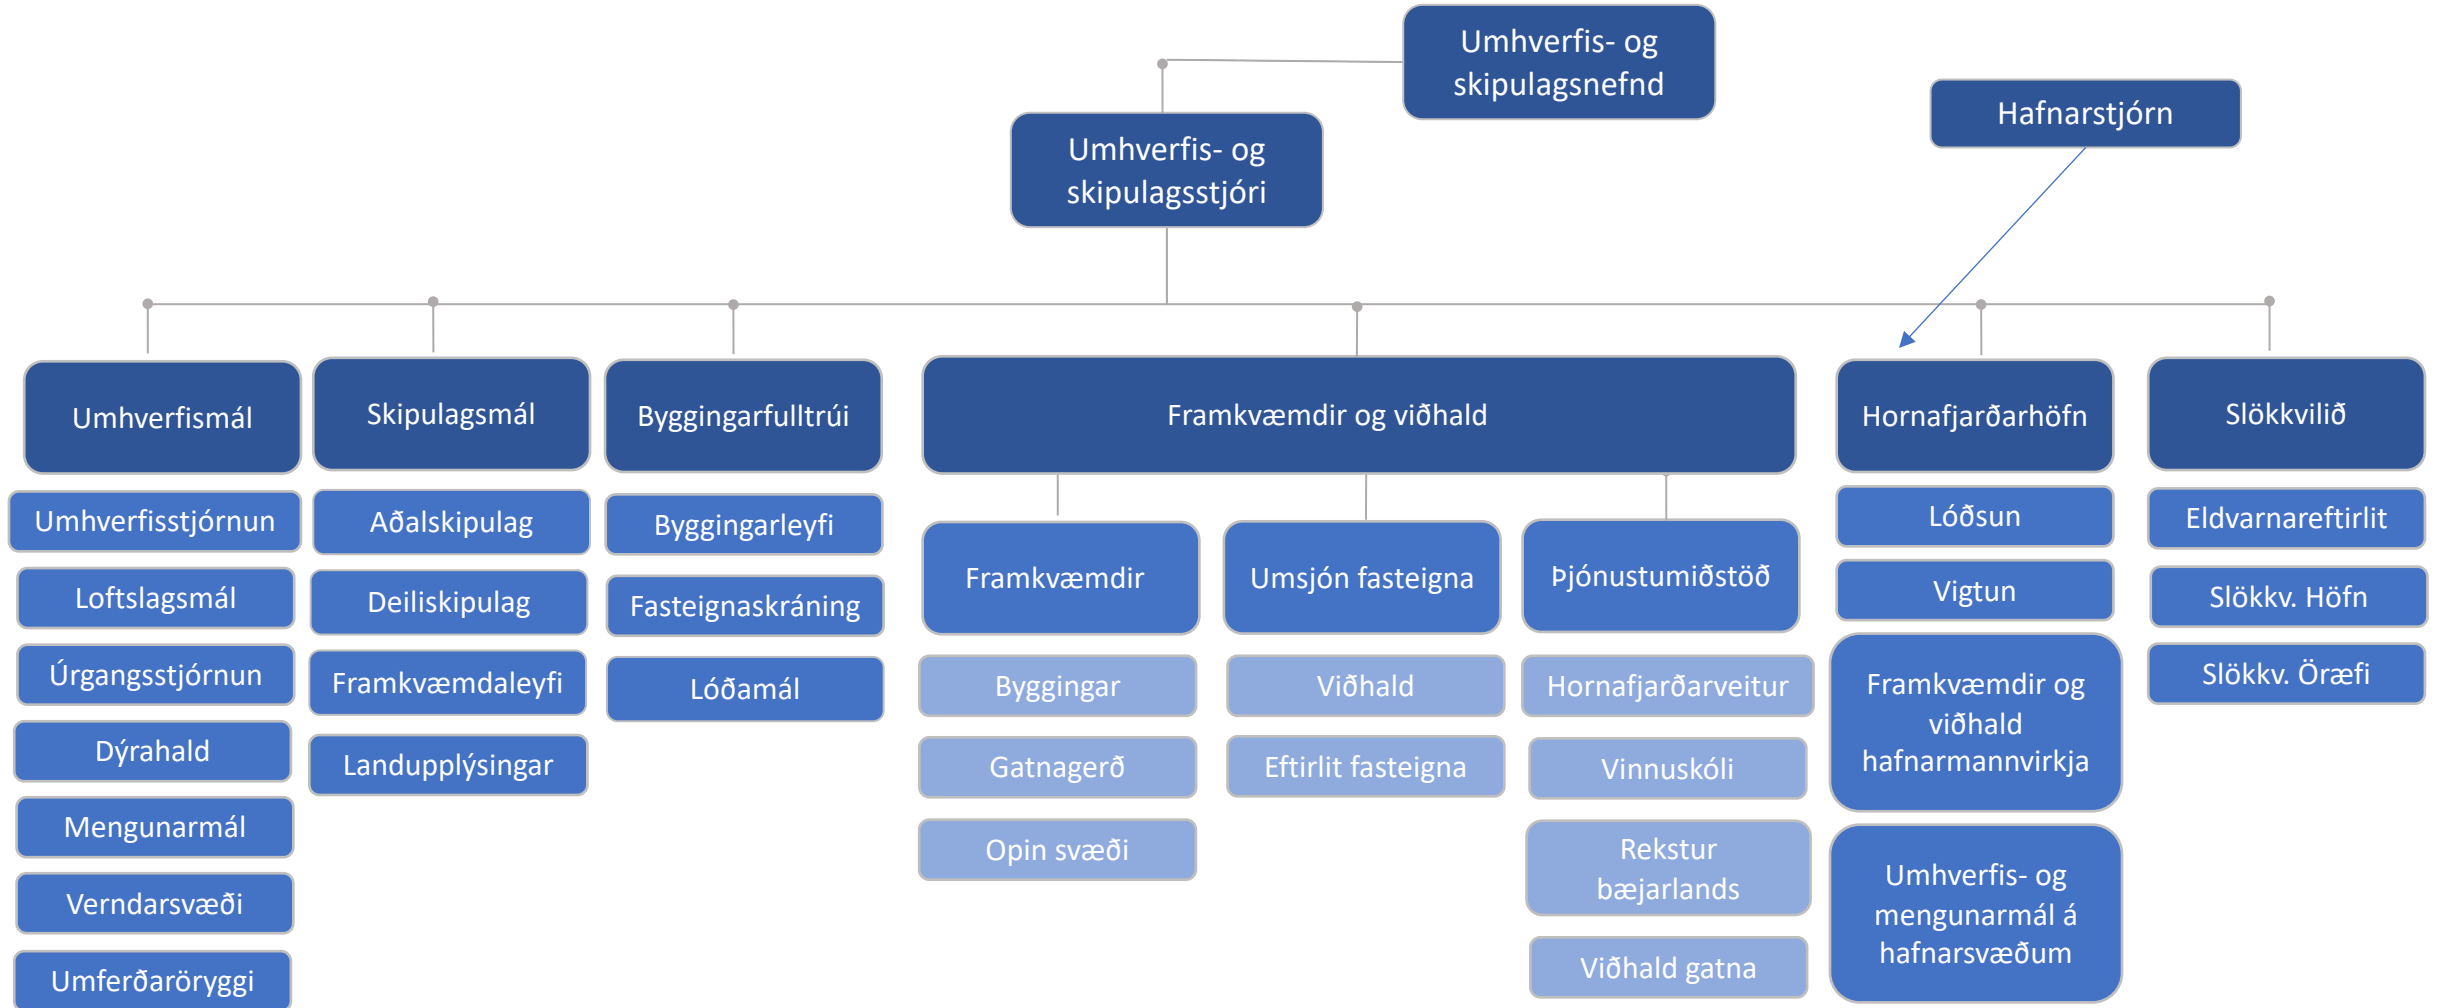 Umhverfis- og
skipulagsnefnd
Hafnarstjórn
Umhverfis- og
skipulagsstjóri
Umhverfismál
Umhverfisstjórnun
Loftslagsmál
Úrgangsstjórnun
Dýrahald
Mengunarmál
Verndarsvæði
Umferðaröryggi
Skipulagsmál
Aðalskipulag
Deiliskipulag
Framkvæmdaleyfi
Landupplýsingar
Byggingarfulltrúi
Byggingarleyfi
Fasteignaskráning
Lóðamál
Framkvæmdir og viðhald
Framkvæmdir
Byggingar
Gatnagerð
Opin svæði
Umsjón fasteigna
Viðhald
Eftirlit fasteigna
Þjónustumiðstöð
Hornafjarðarveitur
Vinnuskóli
Rekstur
bæjarlands
Viðhald gatna
Hornafjarðarhöfn
Lóðsun
Vigtun
Framkvæmdir og
viðhald
hafnarmannvirkja
Umhverfis- og
mengunarmál á
hafnarsvæðum
Slökkvilið
Eldvarnareftirlit
Slökkv. Höfn
Slökkv. Öræfi